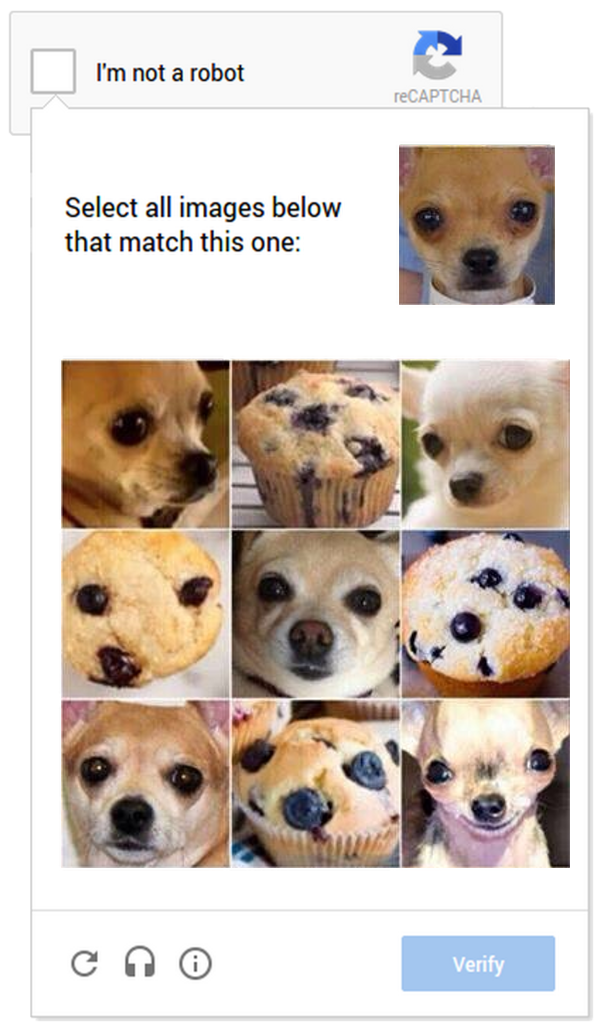 I'm not a robot
reCAPTCHA
Select all images below
that match this one:
Verify